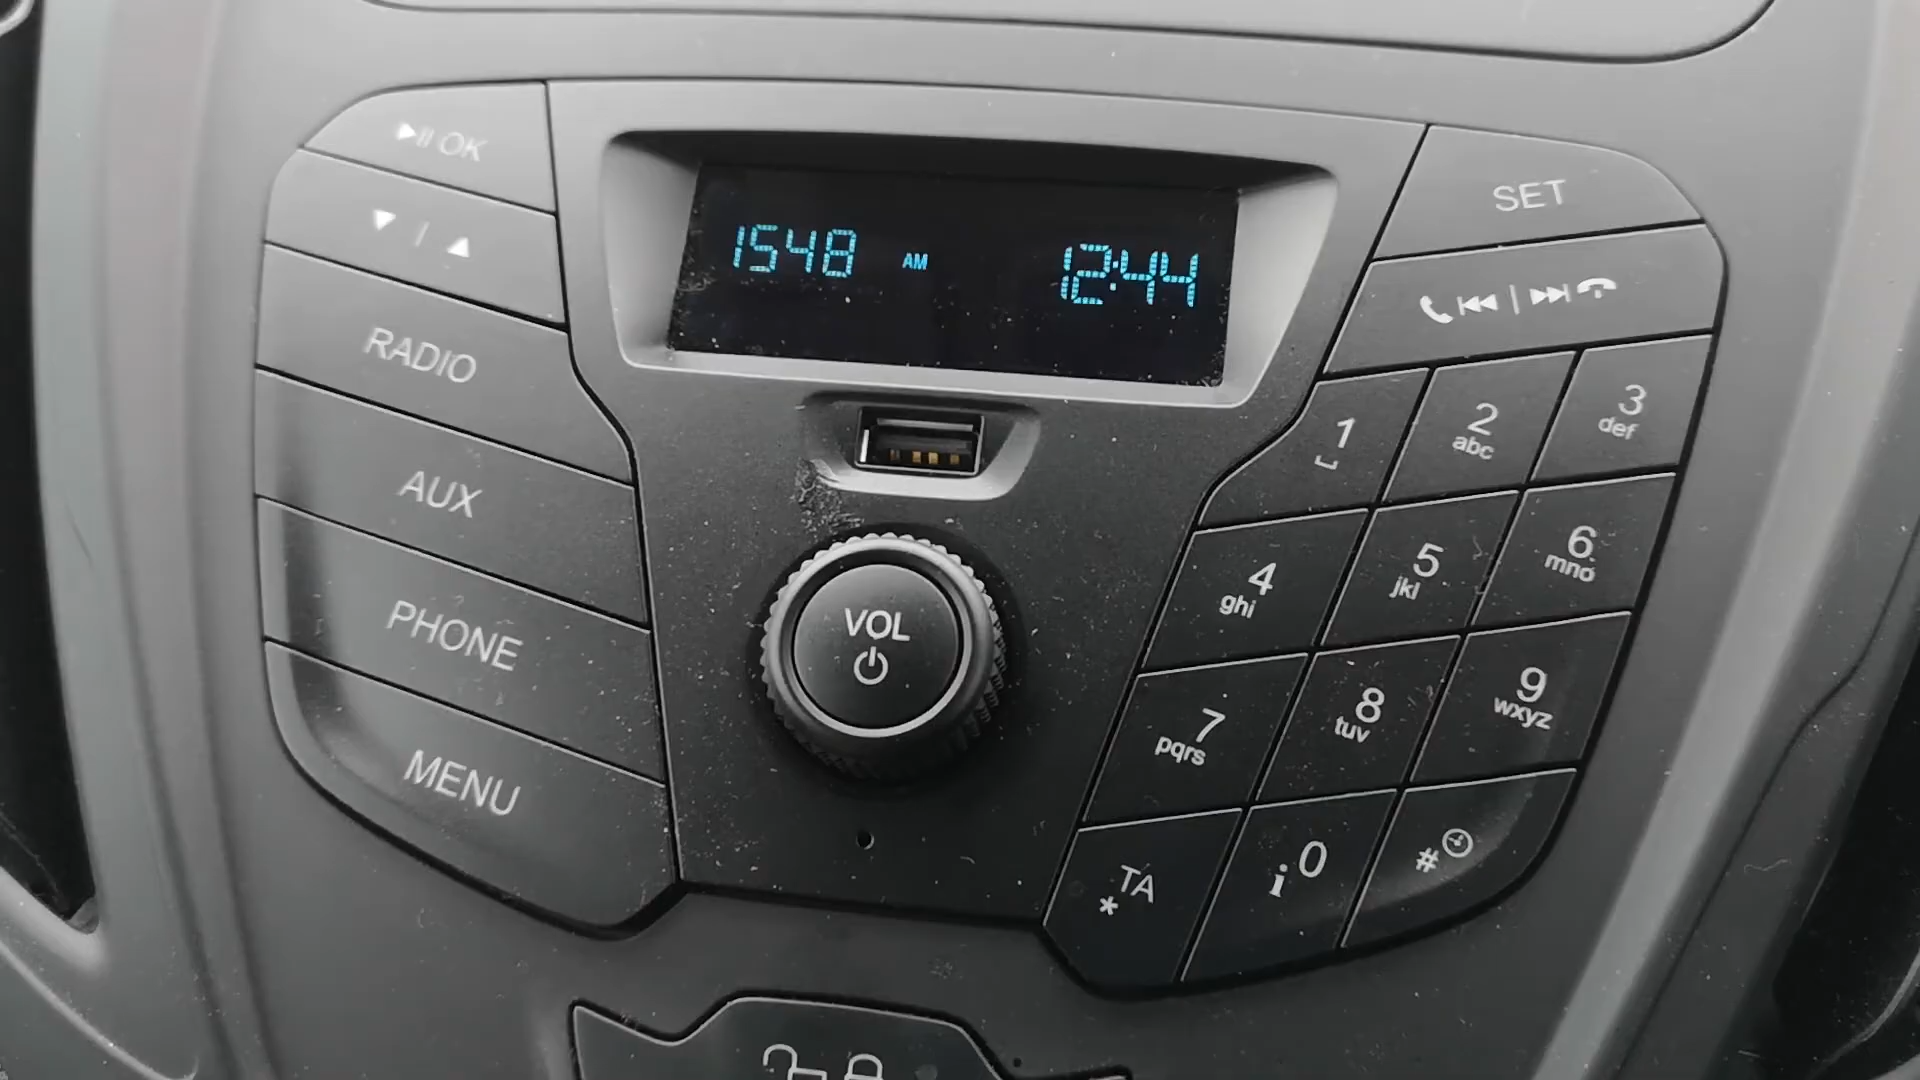 OK
SET
1548 AM 12:44
RADIO
AUX
PHONE
MENU
VOL
1
2 abc
3 def
4 ghi
5 jkl
6 mno
7 pqrs
8 tuv
9 wxyz
* TA
i 0
#